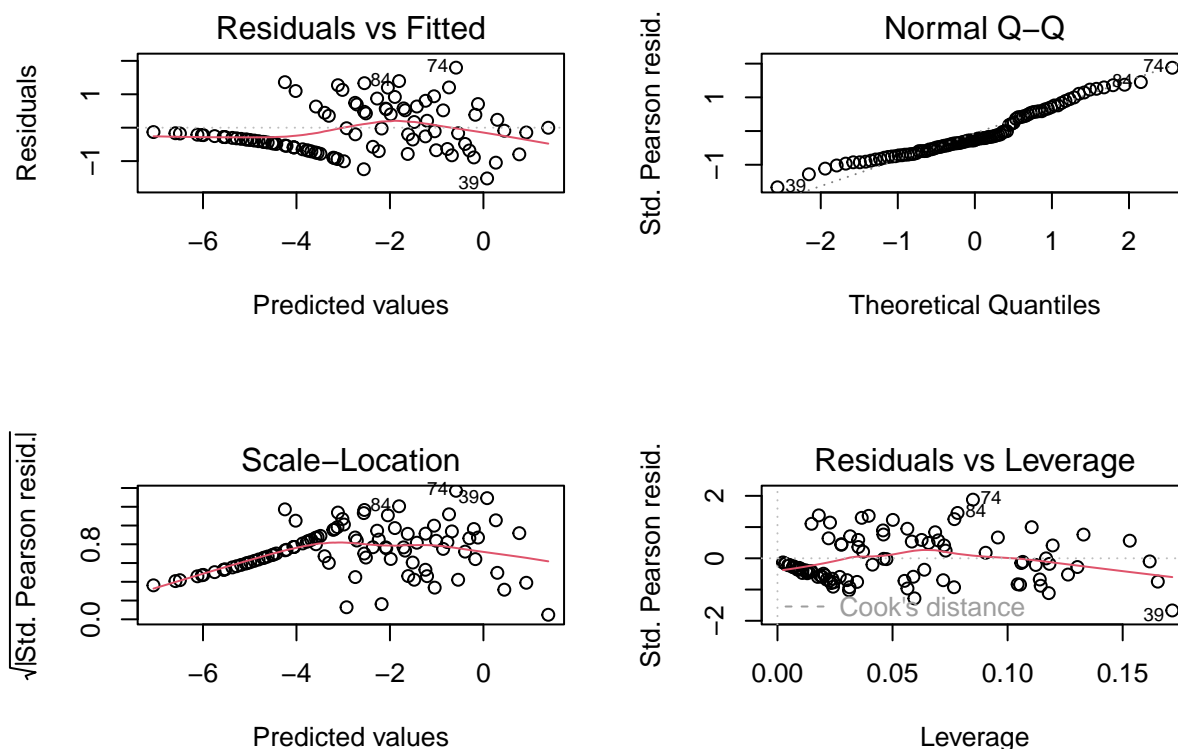 Residuals vs Fitted
Residuals
1
−1
74
84
39
−6
−4
−2
0
Predicted values
Normal Q−Q
Std. Pearson resid.
1
−1
74
84
39
−2
−1
0
1
2
Theoretical Quantiles
Scale−Location
√|Std. Pearson resid.|
0.8
0.0
74
39
84
−6
−4
−2
0
Predicted values
Residuals vs Leverage
Std. Pearson resid.
2
0
−2
74
84
Cook's distance
39
0.00
0.05
0.10
0.15
Leverage